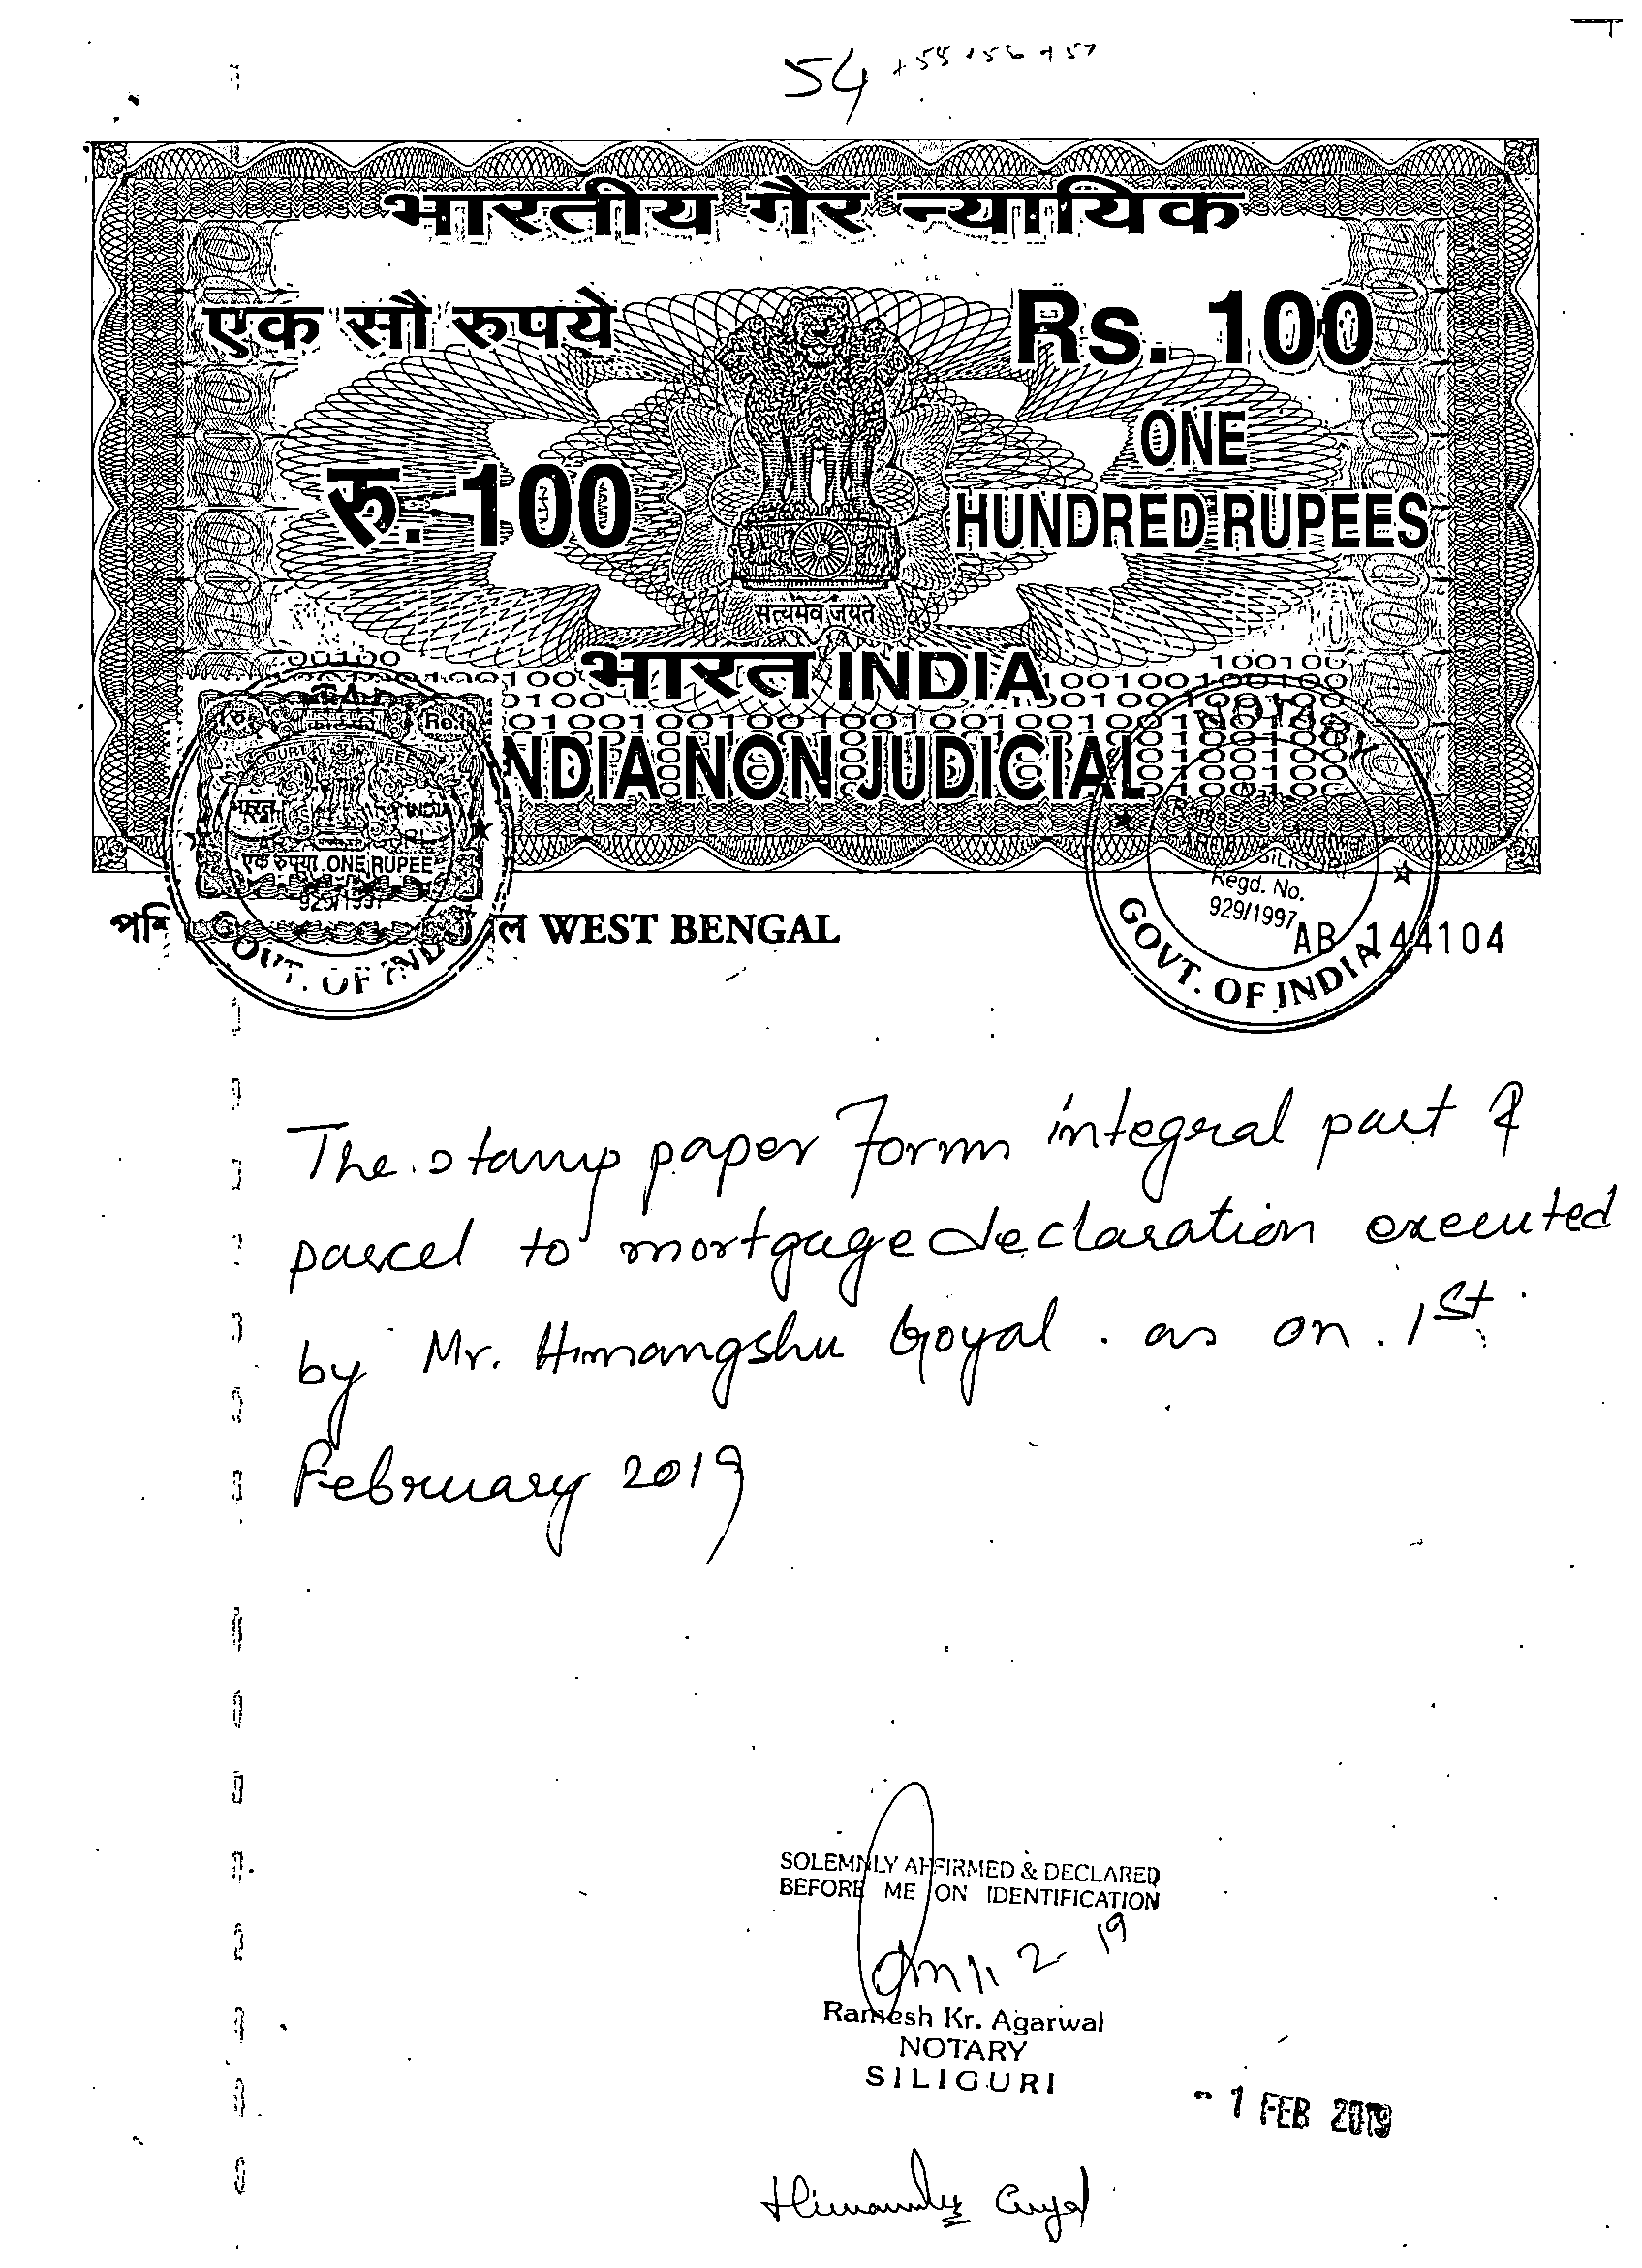 54 +55+56+57
भारतीय गैर न्यायिक
एक सौ रुपये
Rs. 100
रु. 100
ONE
HUNDRED RUPEES
सत्यमेव जयते
भारत INDIA
INDIA NON JUDICIAL
एक रुपया ONE RUPEE
929/1997
GOVT. OF INDIA
NOTARY
SILIGURI
Regd. No.
929/1997
GOVT. OF INDIA
WEST BENGAL
AB 144104
The stamp paper Forms integral part &
parcel to mortgage declaration executed
by Mr. Himangshu Goyal. as on. 1st
February 2019
SOLEMNLY AFFIRMED & DECLARED
BEFORE ME ON IDENTIFICATION
1 2 19
Ramesh Kr. Agarwal
NOTARY
SILIGURI
- 1 FEB 2019
Himangshu Goyal